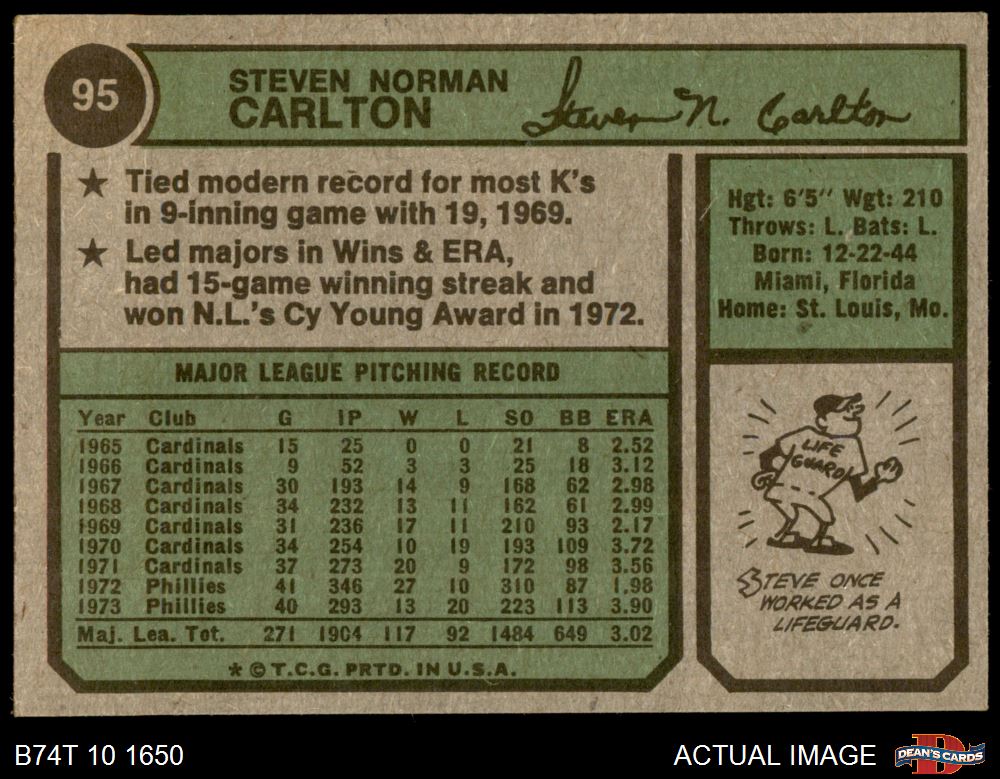 95
STEVEN NORMAN
CARLTON
Steven N. Carlton
★ Tied modern record for most K's
in 9-inning game with 19, 1969.
★ Led majors in Wins & ERA,
had 15-game winning streak and
won N.L.'s Cy Young Award in 1972.
Hgt: 6'5" Wgt: 210
Throws: L. Bats: L.
Born: 12-22-44
Miami, Florida
Home: St. Louis, Mo.
MAJOR LEAGUE PITCHING RECORD
Year Club G IP W L SO BB ERA
1965 Cardinals 15 25 0 0 21 8 2.52
1966 Cardinals 9 52 3 3 25 18 3.12
1967 Cardinals 30 193 14 9 168 62 2.98
1968 Cardinals 34 232 13 11 162 61 2.99
1969 Cardinals 31 236 17 11 210 93 2.17
1970 Cardinals 34 254 10 19 193 109 3.72
1971 Cardinals 37 273 20 9 172 98 3.56
1972 Phillies 41 346 27 10 310 87 1.98
1973 Phillies 40 293 13 20 223 113 3.90
Maj. Lea. Tot. 271 1904 117 92 1484 649 3.02
* © T.C.G. PRTD. IN U.S.A.
LIFE
GUARD
STEVE ONCE
WORKED AS A
LIFEGUARD.
B74T 10 1650
ACTUAL IMAGE
DEAN'S CARDS